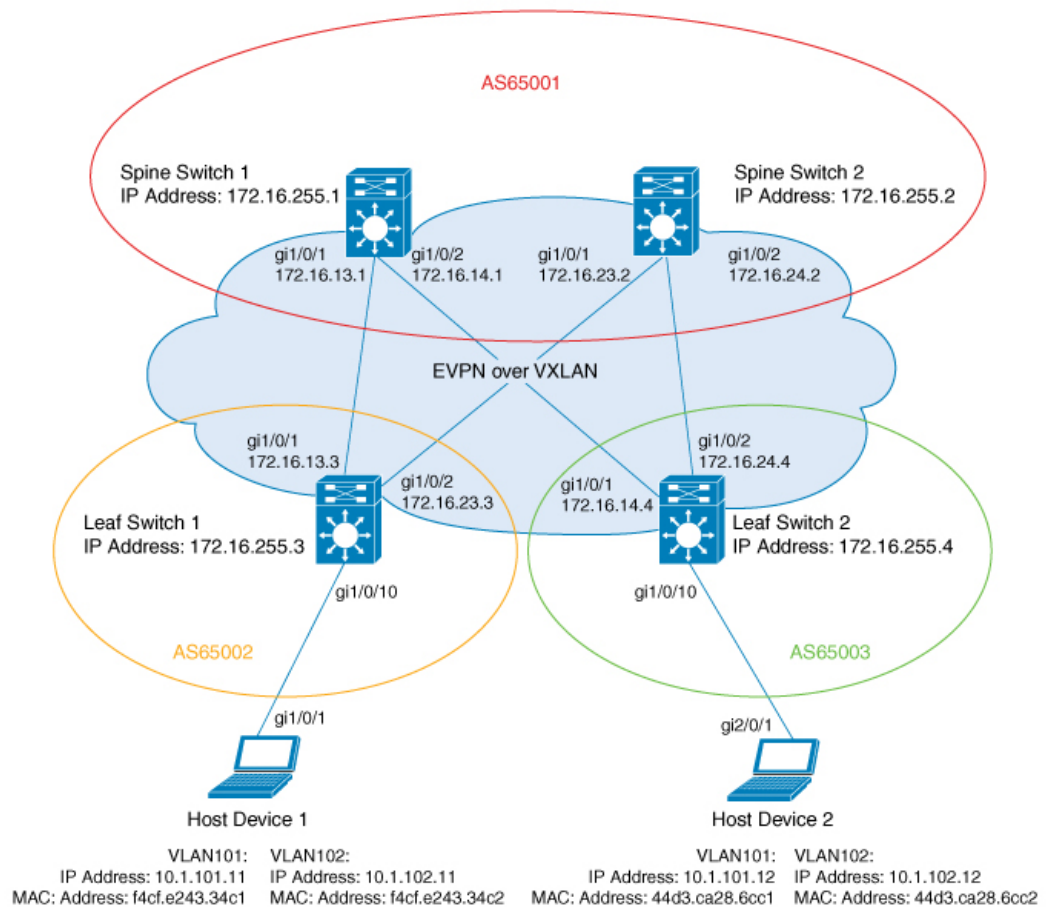 AS65001
Spine Switch 1
IP Address: 172.16.255.1
Spine Switch 2
IP Address: 172.16.255.2
gi1/0/1
172.16.13.1
gi1/0/2
172.16.14.1
gi1/0/1
172.16.23.2
gi1/0/2
172.16.24.2
EVPN over VXLAN
gi1/0/1
172.16.13.3
gi1/0/2
172.16.23.3
gi1/0/1
172.16.14.4
gi1/0/2
172.16.24.4
Leaf Switch 1
IP Address: 172.16.255.3
Leaf Switch 2
IP Address: 172.16.255.4
gi1/0/10
gi1/0/10
AS65002
AS65003
gi1/0/1
gi2/0/1
Host Device 1
Host Device 2
VLAN101:
IP Address: 10.1.101.11
MAC: Address: f4cf.e243.34c1
VLAN102:
IP Address: 10.1.102.11
MAC: Address: f4cf.e243.34c2
VLAN101:
IP Address: 10.1.101.12
MAC: Address: 44d3.ca28.6cc1
VLAN102:
IP Address: 10.1.102.12
MAC: Address: 44d3.ca28.6cc2